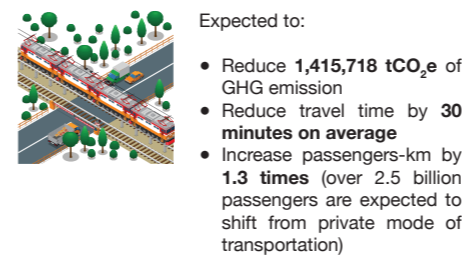 Expected to:
● Reduce 1,415,718 tCO₂e of
GHG emission
● Reduce travel time by 30
minutes on average
● Increase passengers-km by
1.3 times (over 2.5 billion
passengers are expected to
shift from private mode of
transportation)